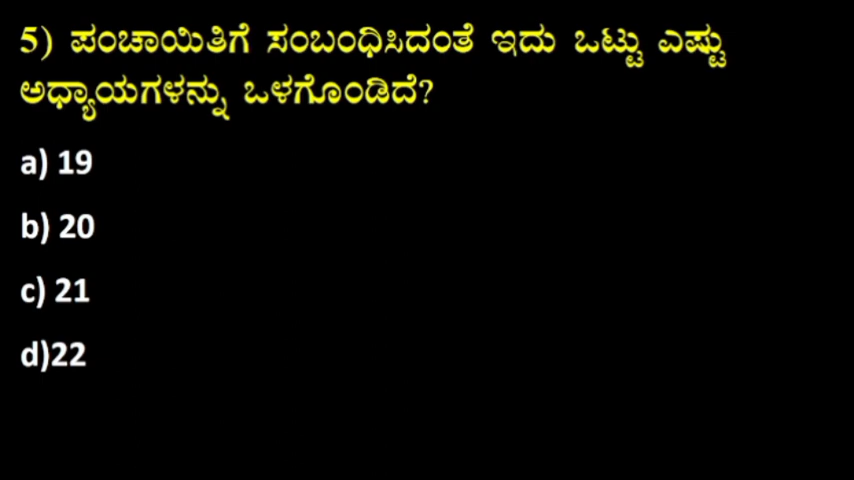 5) ಪಂಚಾಯಿತಿಗೆ ಸಂಬಂಧಿಸಿದಂತೆ ಇದು ಒಟ್ಟು ಎಷ್ಟು
ಅಧ್ಯಾಯಗಳನ್ನು ಒಳಗೊಂಡಿದೆ?
a) 19
b) 20
c) 21
d)22